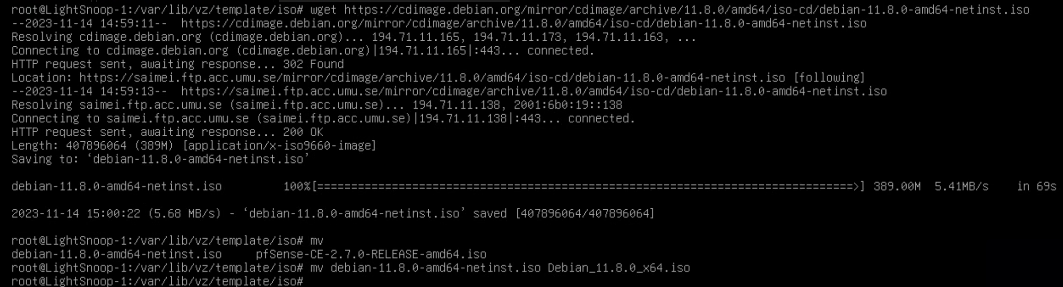 root@LightSnoop-1:/var/lib/vz/template/iso# wget https://cdimage.debian.org/mirror/cdimage/archive/11.8.0/amd64/iso-cd/debian-11.8.0-amd64-netinst.iso
--2023-11-14 14:59:11-- https://cdimage.debian.org/mirror/cdimage/archive/11.8.0/amd64/iso-cd/debian-11.8.0-amd64-netinst.iso
Resolving cdimage.debian.org (cdimage.debian.org)... 194.71.11.165, 194.71.11.173, 194.71.11.163, ...
Connecting to cdimage.debian.org (cdimage.debian.org)|194.71.11.165|:443... connected.
HTTP request sent, awaiting response... 302 Found
Location: https://saimei.ftp.acc.umu.se/mirror/cdimage/archive/11.8.0/amd64/iso-cd/debian-11.8.0-amd64-netinst.iso [following]
--2023-11-14 14:59:13-- https://saimei.ftp.acc.umu.se/mirror/cdimage/archive/11.8.0/amd64/iso-cd/debian-11.8.0-amd64-netinst.iso
Resolving saimei.ftp.acc.umu.se (saimei.ftp.acc.umu.se)... 194.71.11.138, 2001:6b0:19::138
Connecting to saimei.ftp.acc.umu.se (saimei.ftp.acc.umu.se)|194.71.11.138|:443... connected.
HTTP request sent, awaiting response... 200 OK
Length: 407896064 (389M) [application/x-iso9660-image]
Saving to: ‘debian-11.8.0-amd64-netinst.iso’
debian-11.8.0-amd64-netinst.iso 100%[===============================================================================>] 389.00M 5.41MB/s in 69s
2023-11-14 15:00:22 (5.68 MB/s) - ‘debian-11.8.0-amd64-netinst.iso’ saved [407896064/407896064]
root@LightSnoop-1:/var/lib/vz/template/iso# mv
debian-11.8.0-amd64-netinst.iso pfSense-CE-2.7.0-RELEASE-amd64.iso
root@LightSnoop-1:/var/lib/vz/template/iso# mv debian-11.8.0-amd64-netinst.iso Debian_11.8.0_x64.iso
root@LightSnoop-1:/var/lib/vz/template/iso#